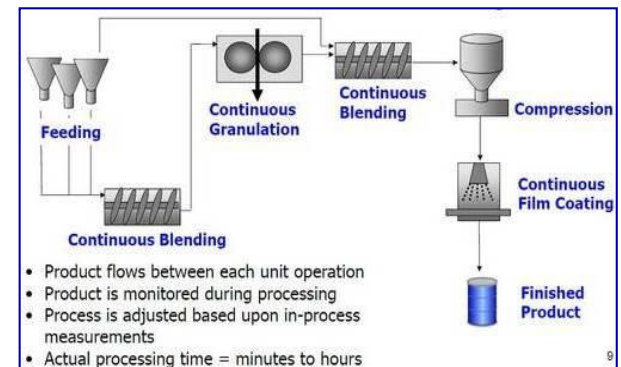 Feeding
Continuous
Granulation
Continuous
Blending
Compression
Continuous Blending
Continuous
Film Coating
Finished
Product
• Product flows between each unit operation
• Product is monitored during processing
• Process is adjusted based upon in-process
measurements
• Actual processing time = minutes to hours
9